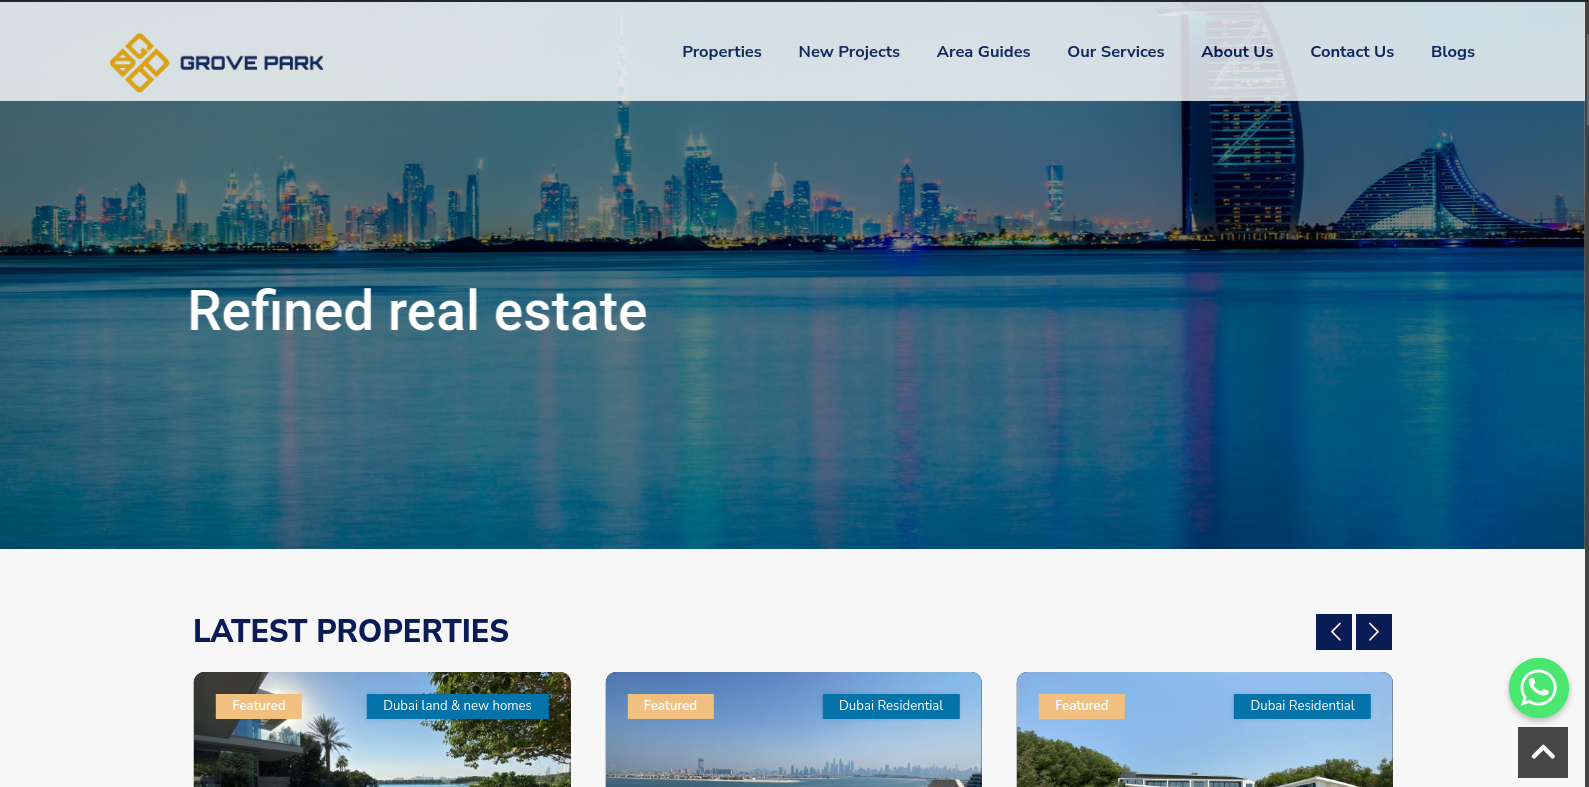 GROVE PARK
Properties New Projects Area Guides Our Services About Us Contact Us Blogs
Refined real estate
LATEST PROPERTIES
Featured Dubai land & new homes
Featured Dubai Residential
Featured Dubai Residential